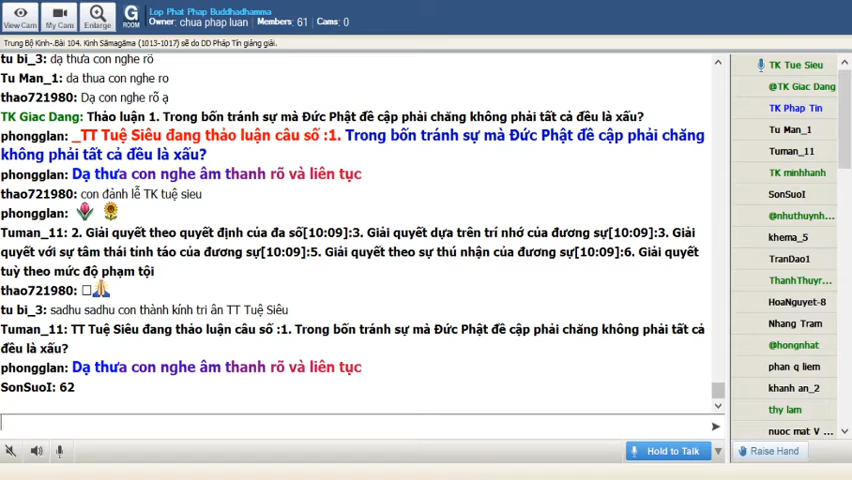 View Cam
My Cam
Enlarge
G
ROOM
Lop Phat Phap Buddhadhamma
Owner: chua phap luan Members: 61 Cams: 0
Trung Bộ Kinh-.Bài 104. Kinh Sāmagāma (1013-1017) sẽ do DD Pháp Tín giảng giải.
tu bi_3: dạ thưa con nghe rõ
Tu Man_1: da thua con nghe ro
thao721980: Dạ con nghe rõ ạ
TK Giac Dang: Thảo luận 1. Trong bốn tránh sự mà Đức Phật đề cập phải chăng không phải tất cả đều là xấu?
phongglan: _TT Tuệ Siêu đang thảo luận câu số :1. Trong bốn tránh sự mà Đức Phật đề cập phải chăng
không phải tất cả đều là xấu?
phongglan: Dạ thưa con nghe âm thanh rõ và liên tục
thao721980: con đảnh lễ TK tuệ sieu
phongglan:
Tuman_11: 2. Giải quyết theo quyết định của đa số[10:09]:3. Giải quyết dựa trên trí nhớ của đương sự[10:09]:3. Giải
quyết với sự tâm thái tỉnh táo của đương sự[10:09]:5. Giải quyết theo sự thú nhận của đương sự[10:09]:6. Giải quyết
tuỳ theo mức độ phạm tội
thao721980: □
tu bi_3: sadhu sadhu con thành kính tri ân TT Tuệ Siêu
Tuman_11: TT Tuệ Siêu đang thảo luận câu số :1. Trong bốn tránh sự mà Đức Phật đề cập phải chăng không phải tất cả
đều là xấu?
phongglan: Dạ thưa con nghe âm thanh rõ và liên tục
SonSuoI: 62
Hold to Talk
Raise Hand
TK Tue Sieu
@TK Giac Dang
TK Phap Tin
Tu Man_1
Tuman_11
TK minhhanh
SonSuoI
@nhuthuynh...
khema_5
TranDao1
ThanhThuyr...
HoaNguyet-8
Nhang Tram
@hongnhat
phan q liem
khanh an_2
thy lam
nuoc mat V ...